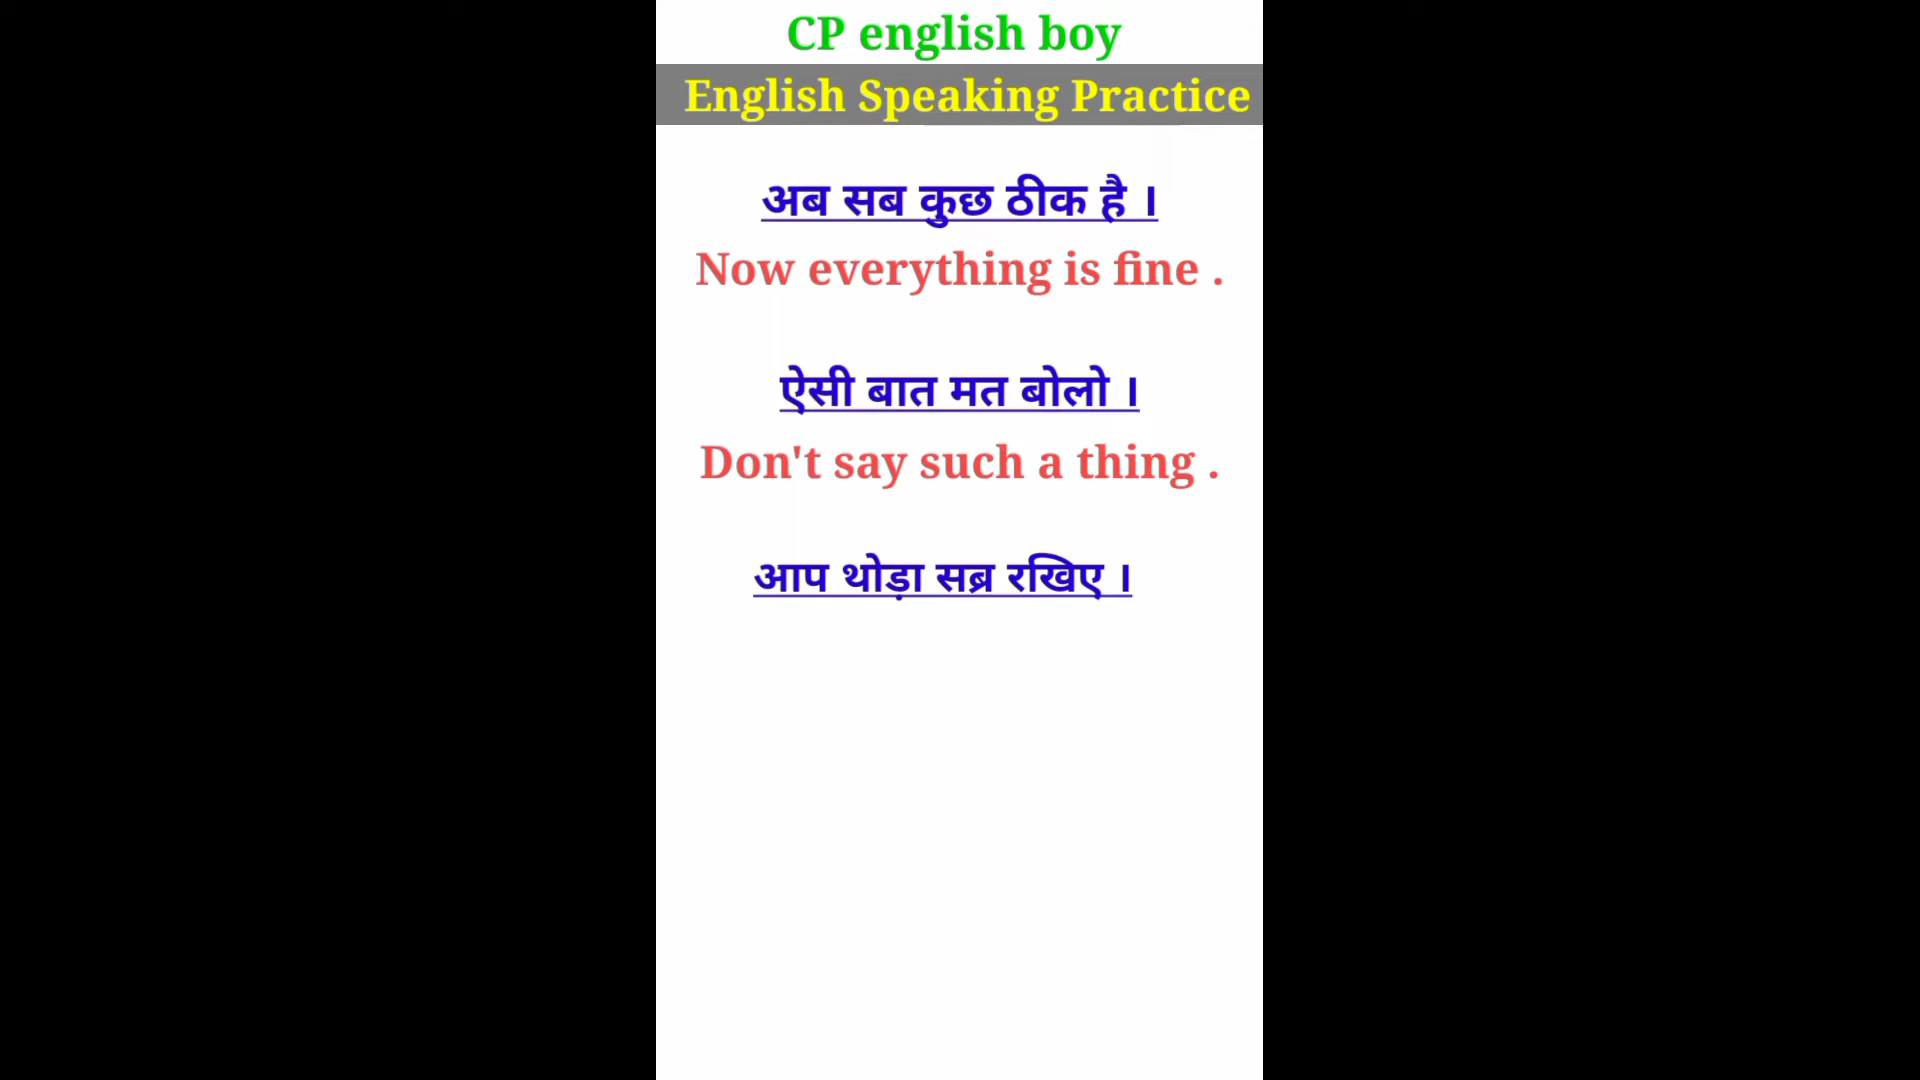 CP english boy
English Speaking Practice
अब सब कुछ ठीक है ।
Now everything is fine .
ऐसी बात मत बोलो ।
Don't say such a thing .
आप थोड़ा सब्र रखिए ।